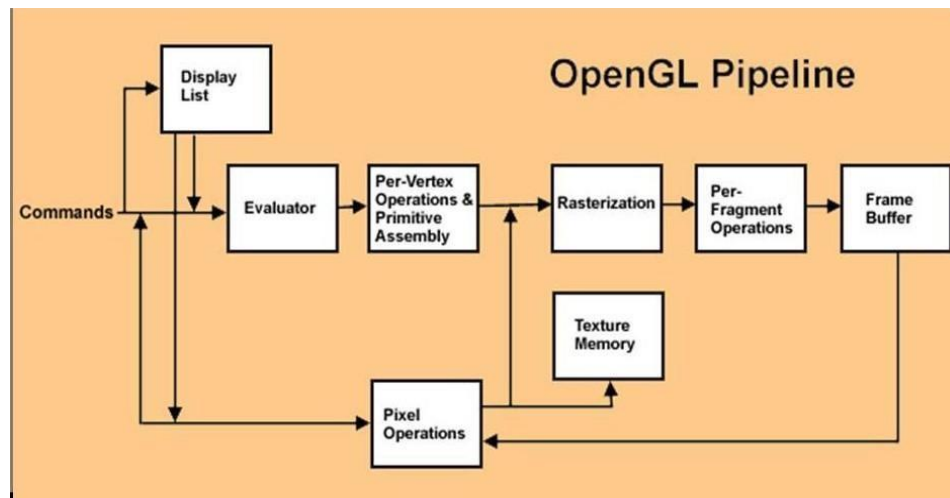 OpenGL Pipeline
Display
List
Commands
Evaluator
Per-Vertex
Operations &
Primitive
Assembly
Rasterization
Per-
Fragment
Operations
Frame
Buffer
Texture
Memory
Pixel
Operations